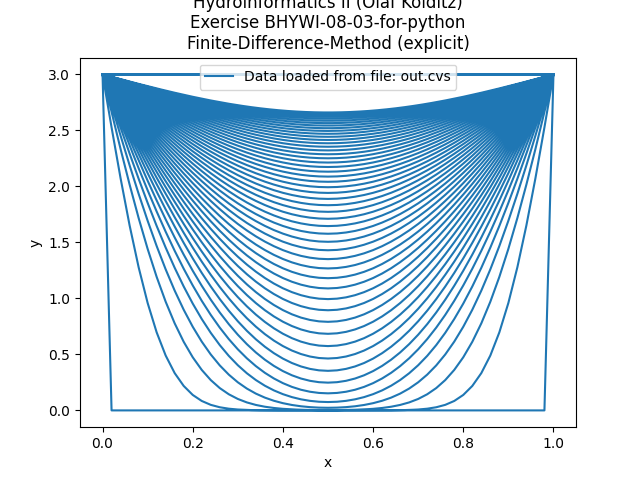 Hydroinformatics II (Olaf Kolditz)
Exercise BHYWI-08-03-for-python
Finite-Difference-Method (explicit)
Data loaded from file: out.cvs
3.0
2.5
2.0
1.5
1.0
0.5
0.0
y
0.0 0.2 0.4 0.6 0.8 1.0
x